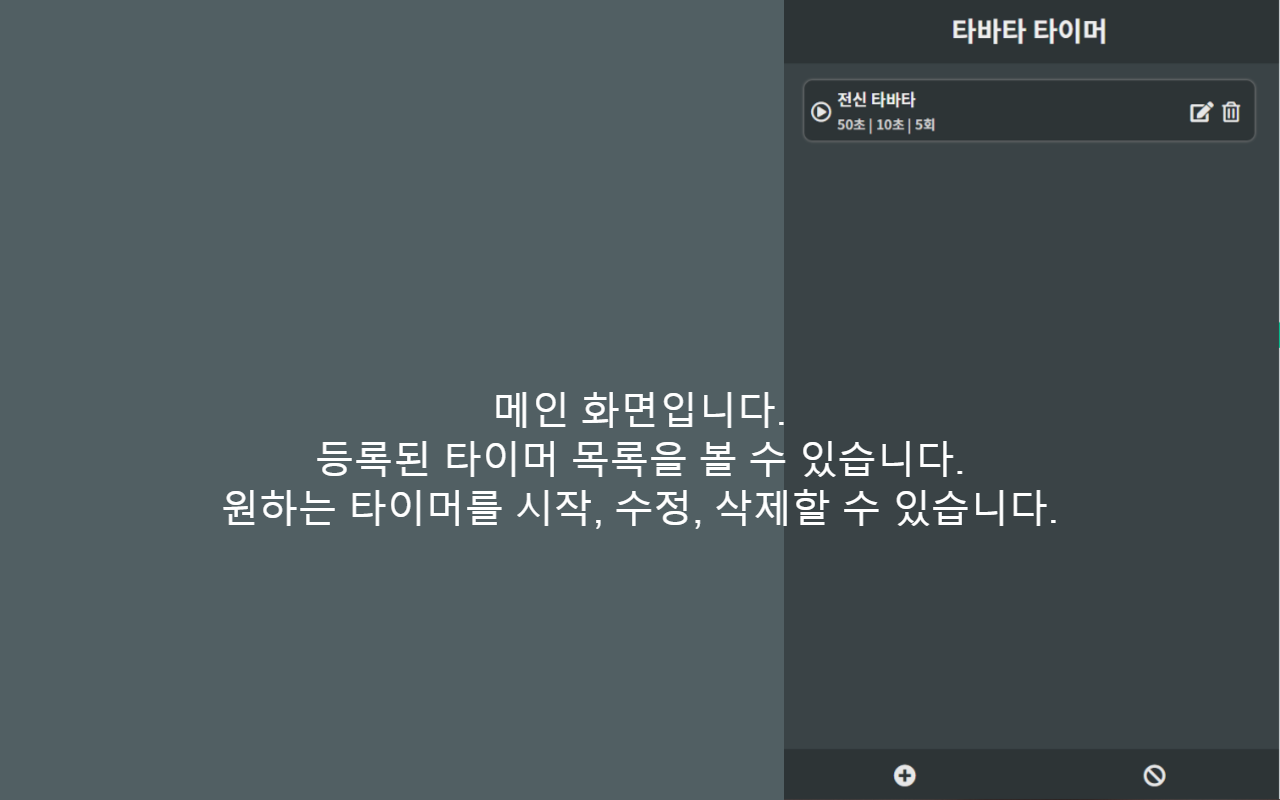 타바타 타이머
전신 타바타
50초 | 10초 | 5회
메인 화면입니다.
등록된 타이머 목록을 볼 수 있습니다.
원하는 타이머를 시작, 수정, 삭제할 수 있습니다.